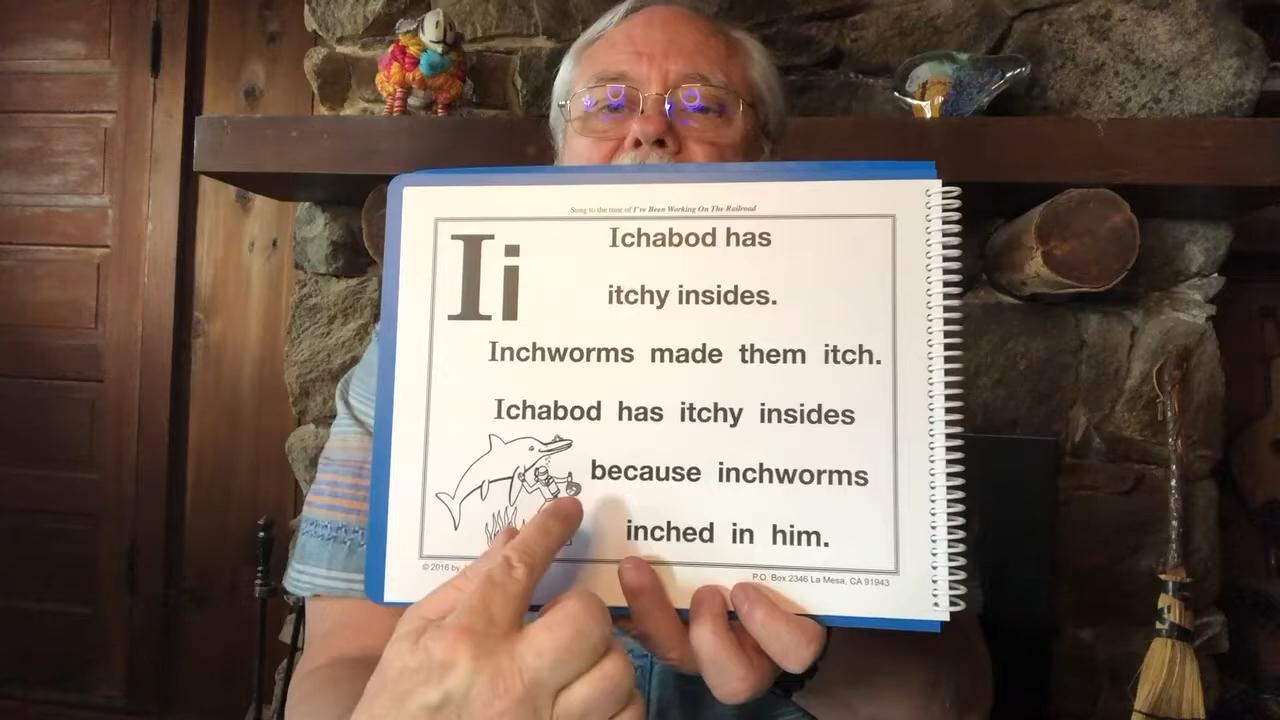 Song to the tune of I've Been Working On The Railroad
Ii
Ichabod has
itchy insides.
Inchworms made them itch.
Ichabod has itchy insides
because inchworms
inched in him.
© 2016 by
P.O. Box 2346 La Mesa, CA 91943